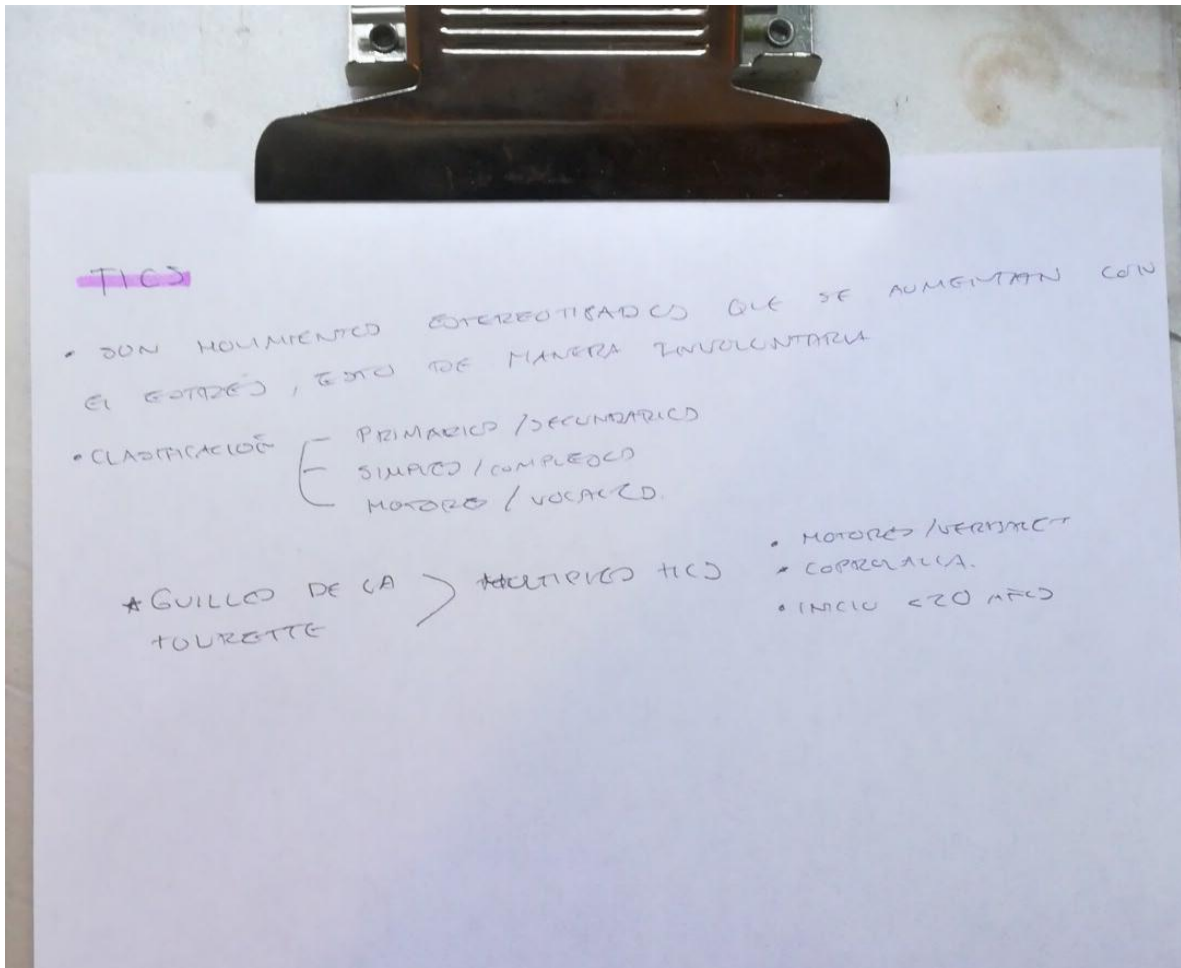 TICS
• SON MOVIMIENTOS ESTEREOTIPADOS QUE SE AUMENTAN CON
El ESTRÉS, ESTO DE MANERA INVOLUNTARIA
• CLASIFICACIÓN
PRIMARIOS / SECUNDARIOS
SIMPLES / COMPLEJOS
MOTORES / VOCALES.
★ GUILLES DE LA
TOURETTE
MULTIPLES TICS
• MOTORES / VERBALES
• COPROLALIA.
• INICIO <20 AÑOS